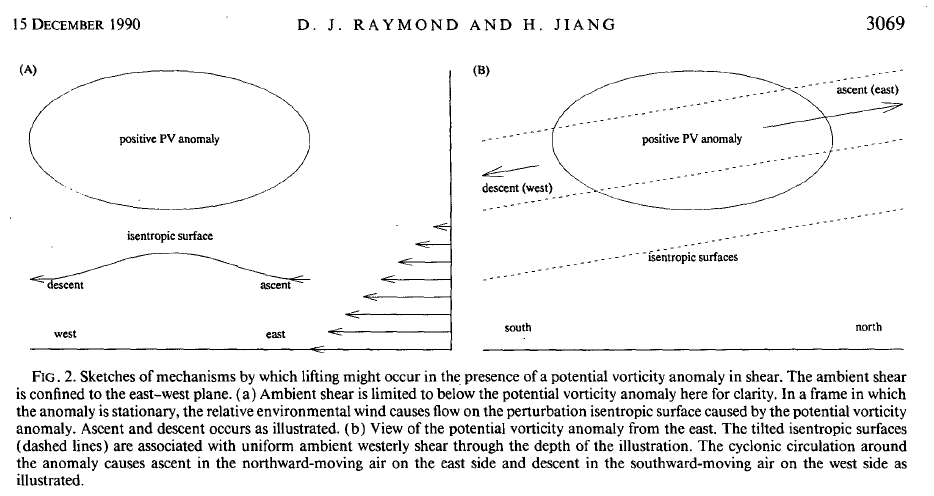 15 DECEMBER 1990
D. J. RAYMOND AND H. JIANG
3069
(A)
positive PV anomaly
isentropic surface
descent
ascent
west
east
(B)
ascent (east)
positive PV anomaly
descent (west)
isentropic surfaces
south
north
FIG. 2. Sketches of mechanisms by which lifting might occur in the presence of a potential vorticity anomaly in shear. The ambient shear
is confined to the east–west plane. (a) Ambient shear is limited to below the potential vorticity anomaly here for clarity. In a frame in which
the anomaly is stationary, the relative environmental wind causes flow on the perturbation isentropic surface caused by the potential vorticity
anomaly. Ascent and descent occurs as illustrated. (b) View of the potential vorticity anomaly from the east. The tilted isentropic surfaces
(dashed lines) are associated with uniform ambient westerly shear through the depth of the illustration. The cyclonic circulation around
the anomaly causes ascent in the northward-moving air on the east side and descent in the southward-moving air on the west side as
illustrated.